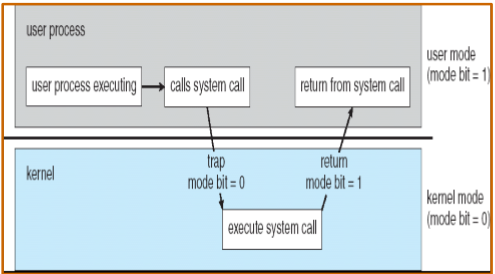 user process
user process executing
calls system call
return from system call
user mode
(mode bit = 1)
trap
mode bit = 0
return
mode bit = 1
kernel
execute system call
kernel mode
(mode bit = 0)